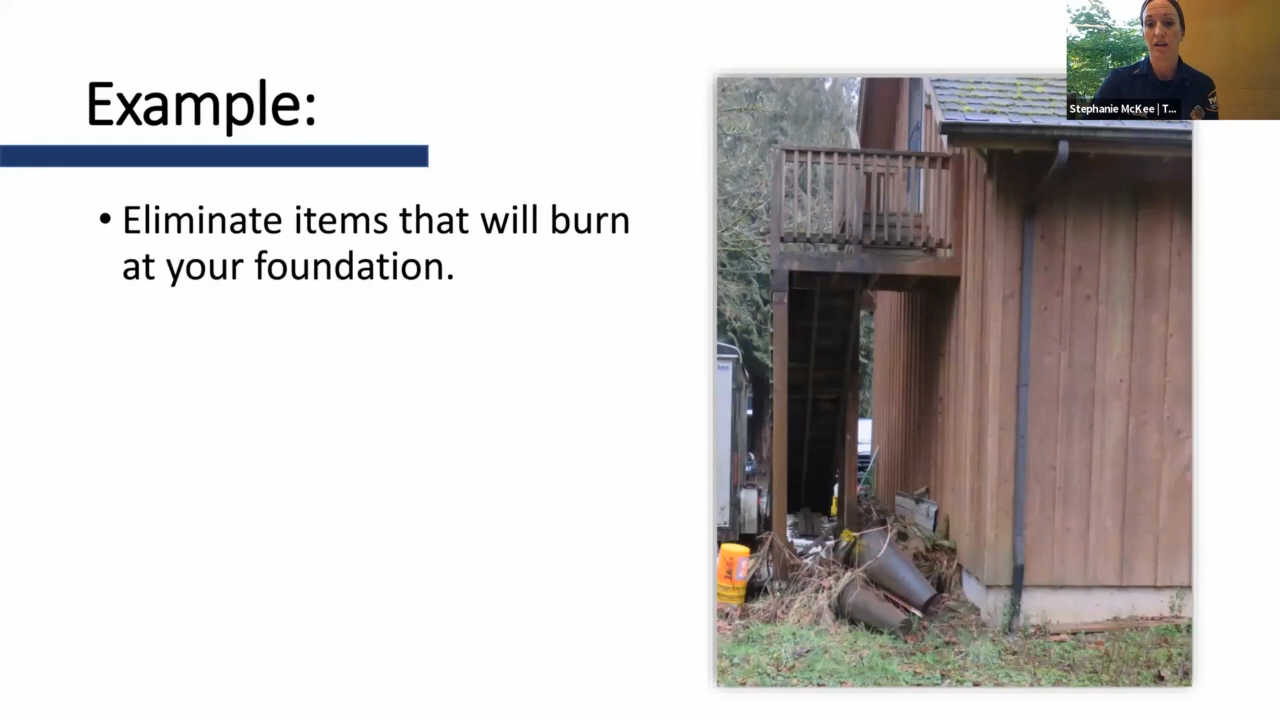 Example:
• Eliminate items that will burn
at your foundation.
Stephanie McKee | T...